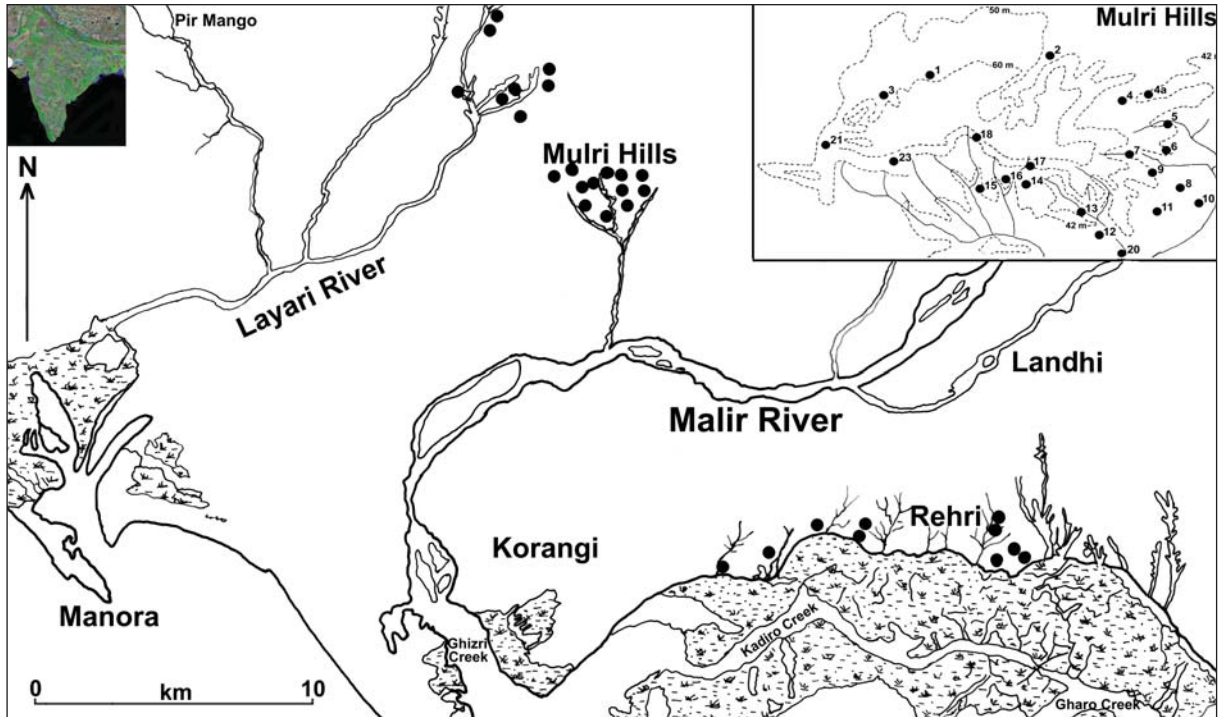 Pir Mango
Mulri Hills
50 m.
2
42 m
1
60 m.
3
4
4a
5
21
18
7
6
23
17
9
16
14
15
8
13
11
10
42 m
12
20
Mulri Hills
N
Layari River
Landhi
Malir River
Rehri
Korangi
Manora
Ghizri
Creek
Kadiro Creek
Gharo Creek
0
km
10